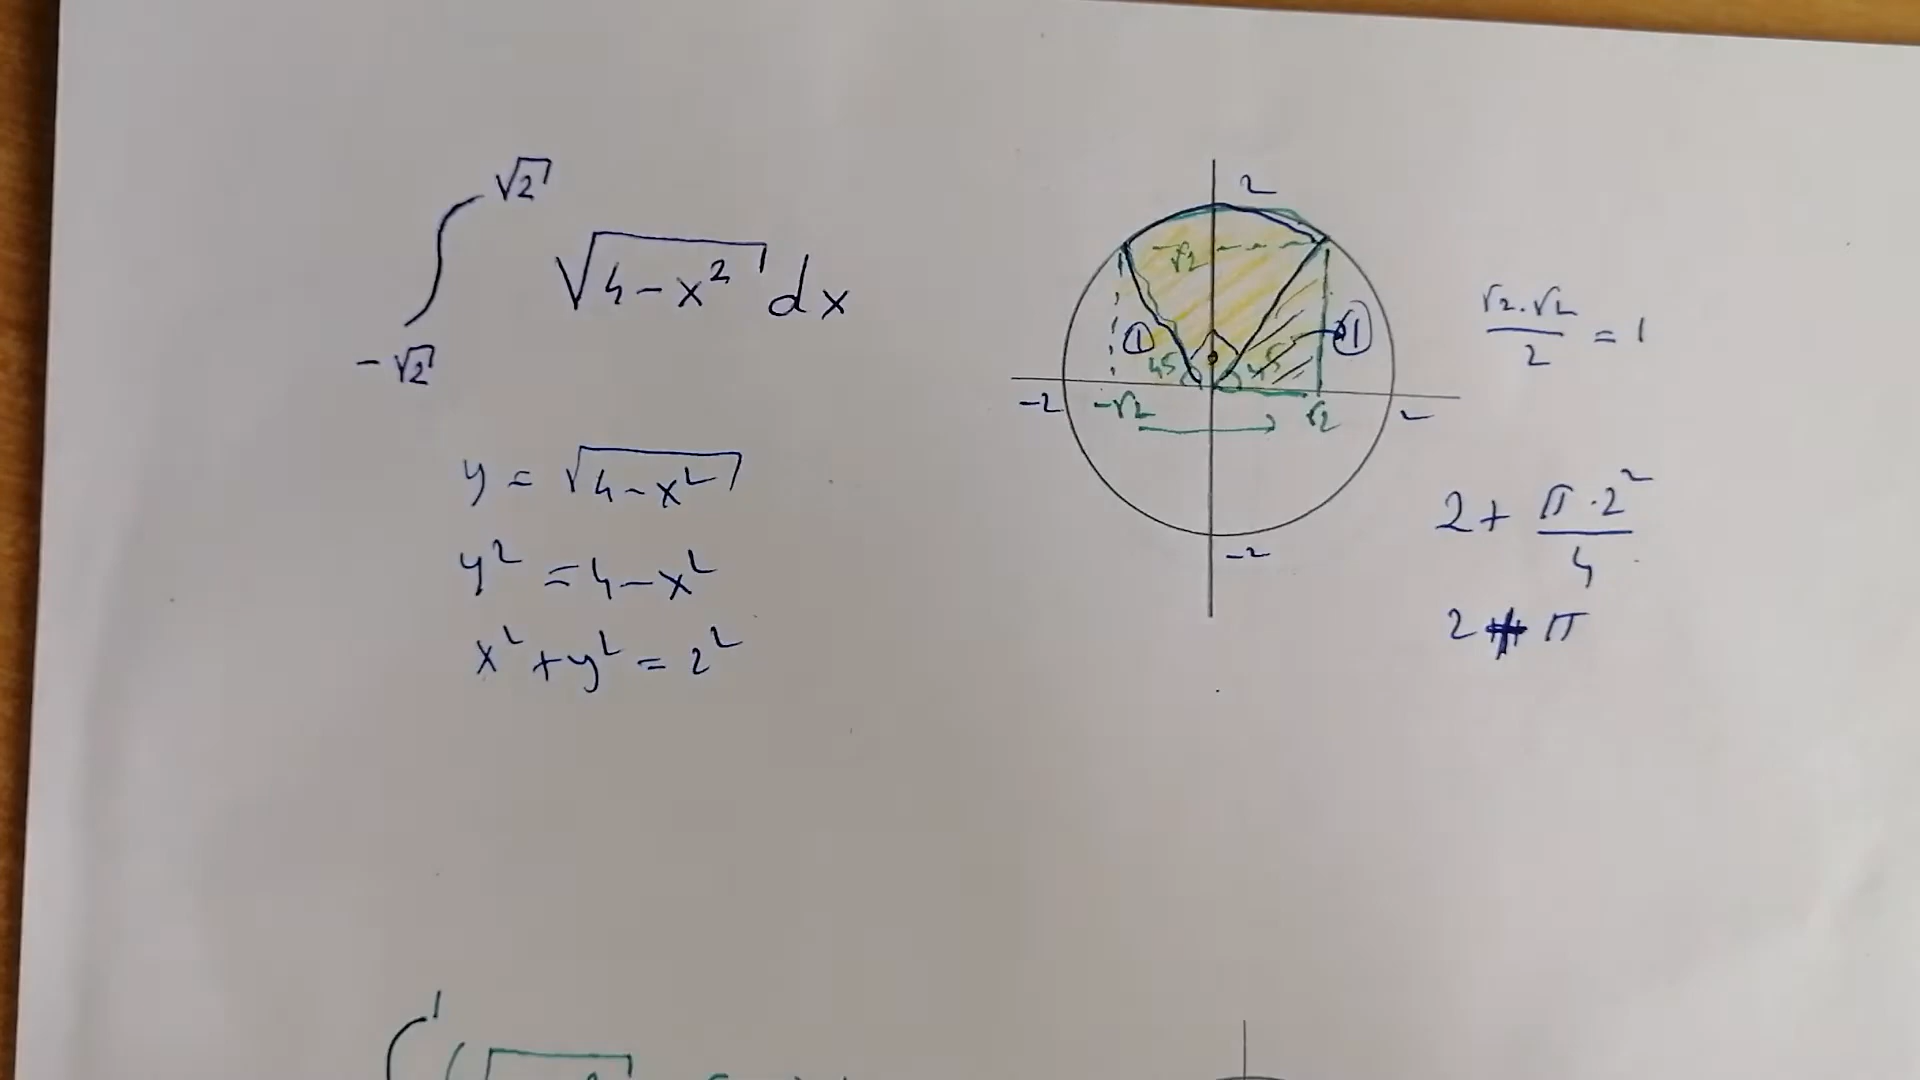 √2
∫ √4-x² dx
-√2
y = √4-x²
y² = 4-x²
x²+y² = 2²
2
√2
① ①
45 45
-2 -√2 √2 2
-2
√2.√2 / 2 = 1
2 + π.2² / 4
2 + π
1